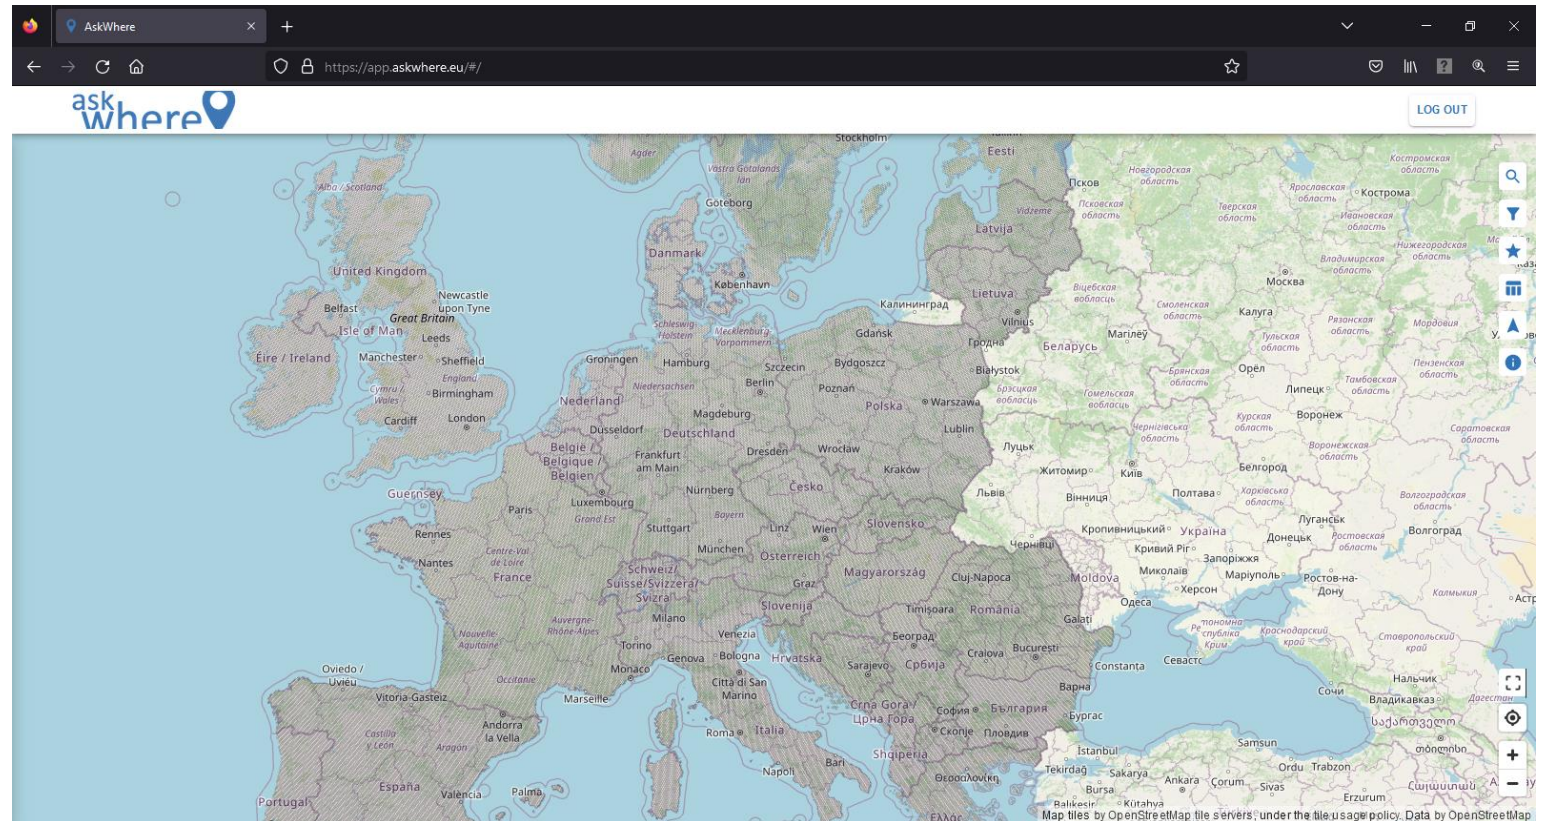 AskWhere
https://app.askwhere.eu/#/
ask
where
LOG OUT
Stockholm
Agder
Västra Götalands
län
Eesti
Göteborg
Vidzeme
Latvija
Псков
Псковская
область
Новгородская
область
Тверская
область
Ярославская
область
Кострома
Костромская
область
Ивановская
область
Нижегородская
область
Владимирская
область
Москва
Alba / Scotland
United Kingdom
Newcastle
upon Tyne
Belfast
Great Britain
Isle of Man
Leeds
Éire / Ireland
Manchester
Sheffield
England
Cymru /
Wales
Birmingham
Cardiff
London
Danmark
København
Калининград
Lietuva
Vilnius
Віцебская
вобласць
Смоленская
область
Калуга
Рязанская
область
Мордовия
Тульская
область
Schleswig-
Holstein
Mecklenburg-
Vorpommern
Gdańsk
Гродна
Беларусь
Магілёў
Groningen
Hamburg
Szczecin
Bydgoszcz
Białystok
Брянская
область
Орёл
Пензенская
область
Niedersachsen
Berlin
Poznań
Брэсцкая
вобласць
Гомельская
вобласць
Липецк
Тамбовская
область
Nederland
Magdeburg
Polska
Warszawa
Курская
область
Воронеж
Düsseldorf
Deutschland
Lublin
Чернігівська
область
Саратовская
область
België /
Belgique /
Belgien
Frankfurt
am Main
Dresden
Wrocław
Луцьк
Воронежская
область
Kraków
Житомир
Київ
Белгород
Guernsey
Luxembourg
Nürnberg
Česko
Львів
Вінниця
Полтава
Харківська
область
Волгоградская
область
Paris
Grand Est
Stuttgart
Bayern
Linz
Wien
Slovensko
Кропивницький
Україна
Луганськ
Волгоград
Rennes
München
Österreich
Чернівці
Кривий Ріг
Донецьк
Ростовская
область
Nantes
Centre-Val
de Loire
France
Schweiz/
Suisse/Svizzera/
Svizra
Graz
Magyarország
Cluj-Napoca
Moldova
Запоріжжя
Миколаїв
Маріуполь
Ростов-на-
Дону
Херсон
Одеса
Калмыкия
Slovenija
Timișoara
România
Galați
Auvergne-
Rhône-Alpes
Milano
Nouvelle-
Aquitaine
Venezia
Београд
Краснодарский
край
Ставропольский
край
Torino
Genova
Bologna
Hrvatska
Sarajevo
Србија
Craiova
București
Constanța
Oviedo /
Uviéu
Monaco
Città di San
Marino
Occitanie
Vitoria-Gasteiz
Marseille
Crna Gora /
Црна Гора
София
България
Варна
Бургас
Сочи
Нальчик
Владикавказ
საქართველო
თბილისი
Andorra
la Vella
Roma
Italia
Скопје
Пловдив
Castilla
y León
Aragón
Shqipëria
Istanbul
Samsun
España
Napoli
Bari
Θεσσαλονίκη
Tekirdağ
Sakarya
Ankara
Çorum
Ordu
Trabzon
Bursa
Sivas
Erzurum
Հայաստան
Portugal
València
Palma
Balıkesir
Kütahya
Map tiles by OpenStreetMap tile servers, under the tile usage policy. Data by OpenStreetMap